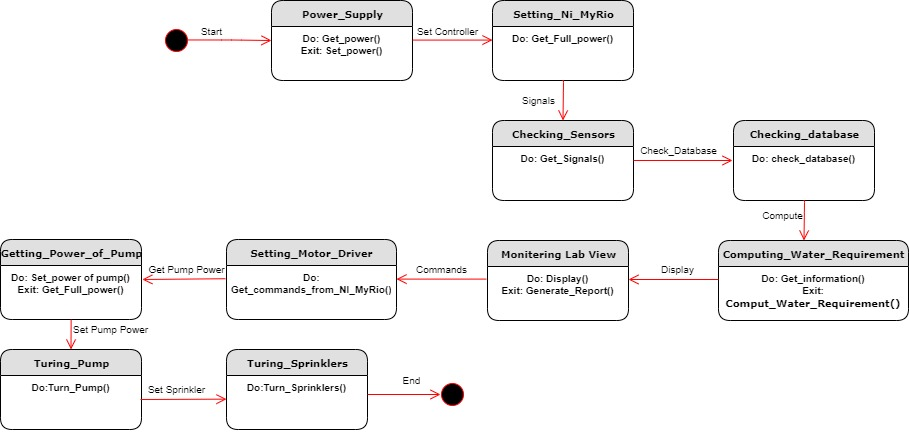 Power_Supply
Do: Get_power()
Exit: Set_power()
Start
Set Controller
Setting_Ni_MyRio
Do: Get_Full_power()
Signals
Checking_Sensors
Do: Get_Signals()
Check_Database
Checking_database
Do: check_database()
Compute
Computing_Water_Requirement
Do: Get_information()
Exit:
Comput_Water_Requirement()
Display
Monitering Lab View
Do: Display()
Exit: Generate_Report()
Commands
Setting_Motor_Driver
Do:
Get_commands_from_NI_MyRio()
Get Pump Power
Getting_Power_of_Pump
Do: Set_power of pump()
Exit: Get_Full_power()
Set Pump Power
Turing_Pump
Do:Turn_Pump()
Set Sprinkler
Turing_Sprinklers
Do:Turn_Sprinklers()
End